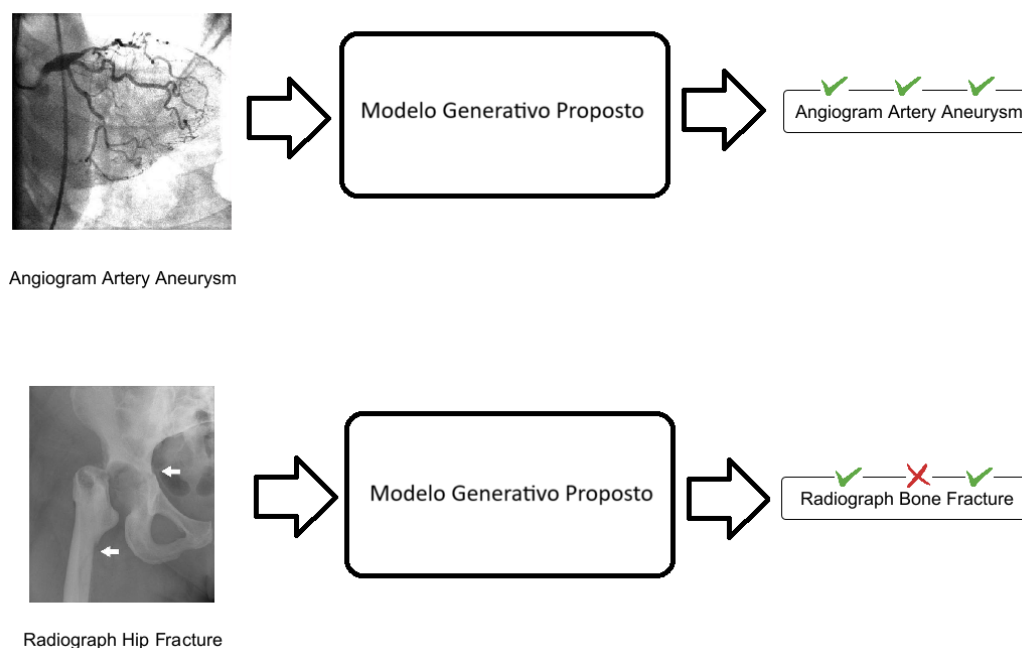 Modelo Generativo Proposto
Angiogram Artery Aneurysm
Angiogram Artery Aneurysm
Modelo Generativo Proposto
Radiograph Bone Fracture
Radiograph Hip Fracture